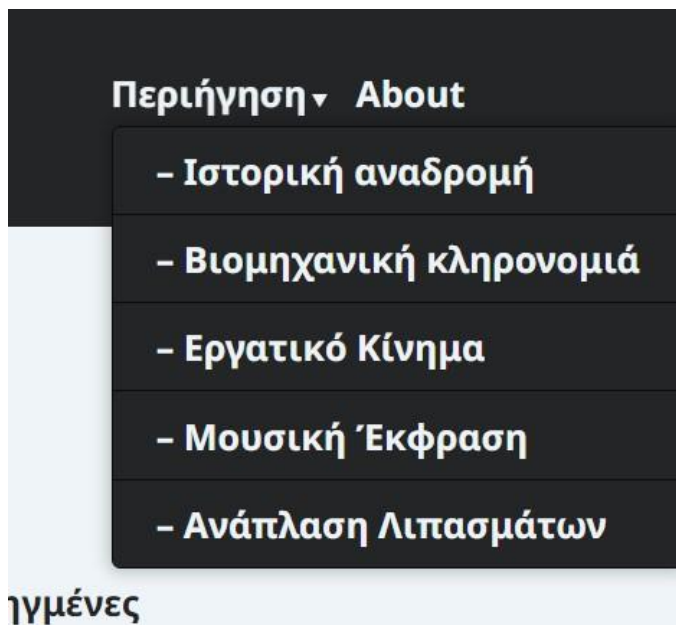 Περιήγηση▾ About
– Ιστορική αναδρομή
– Βιομηχανική κληρονομιά
– Εργατικό Κίνημα
– Μουσική Έκφραση
– Ανάπλαση Λιπασμάτων
ηγμένες